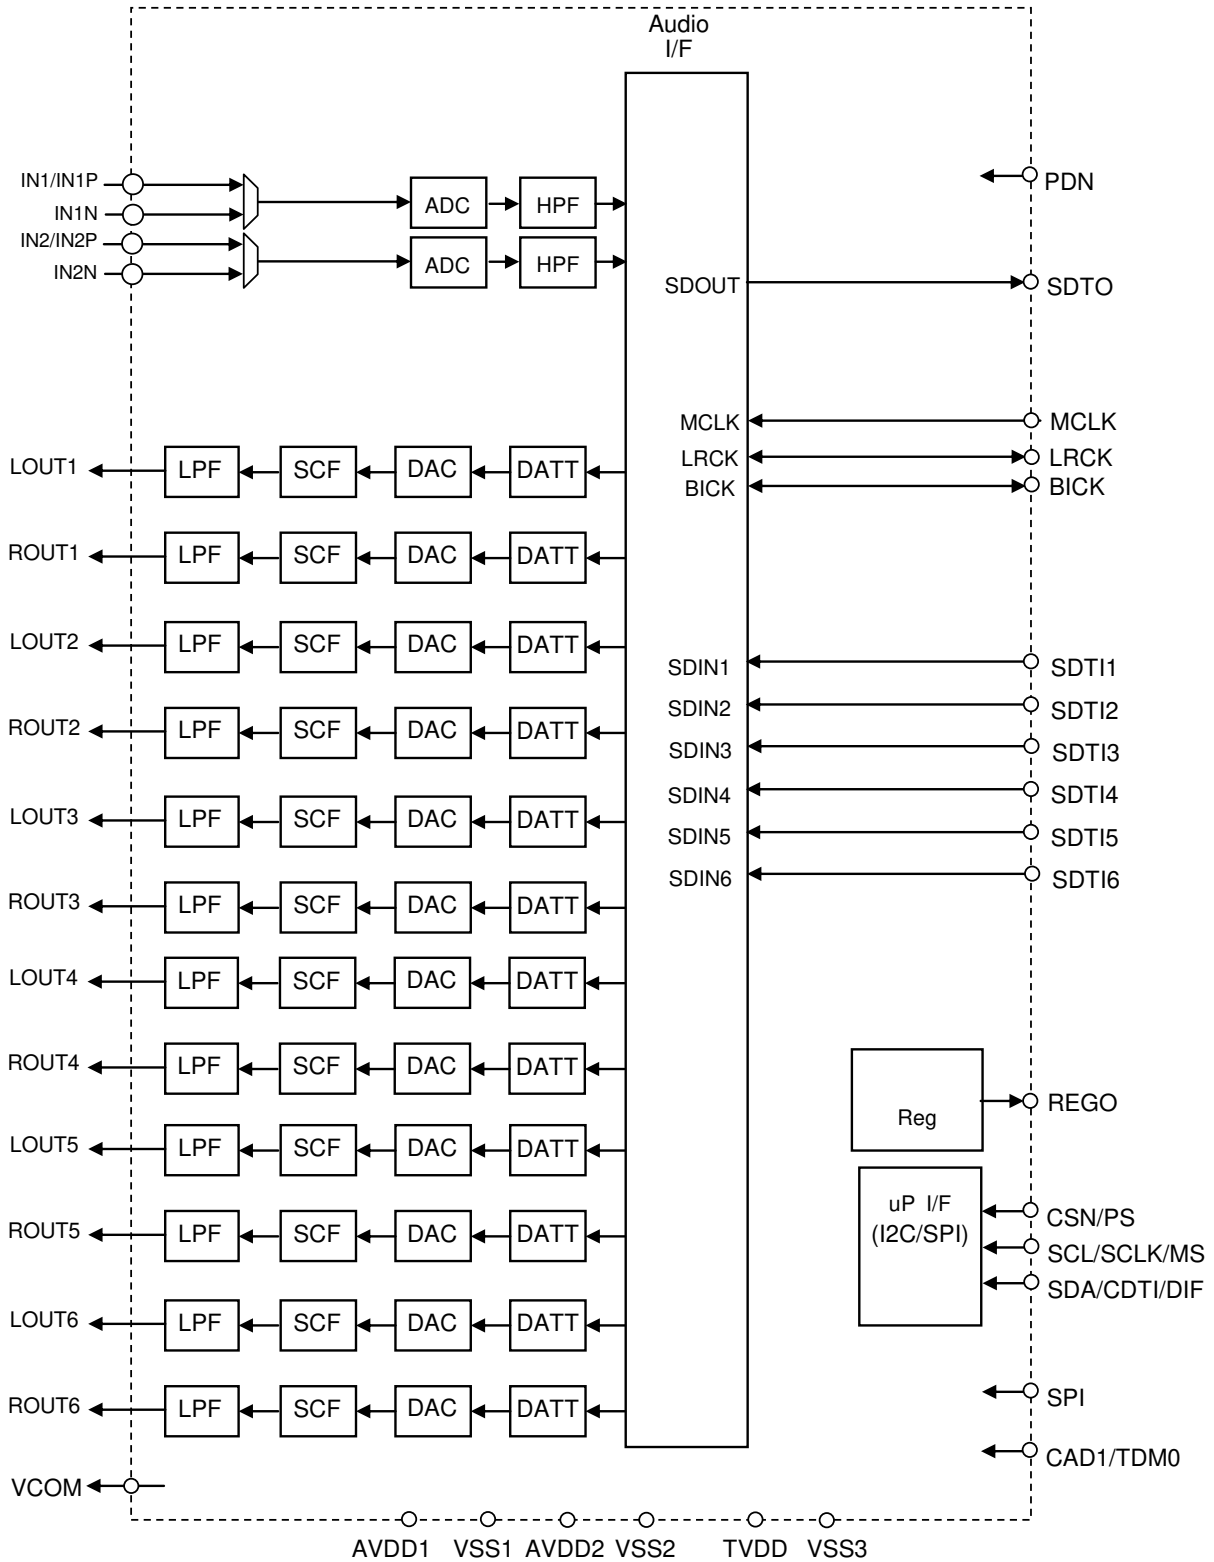 Audio
I/F
IN1/IN1P
IN1N
IN2/IN2P
IN2N
ADC HPF
ADC HPF
PDN
SDOUT SDTO
MCLK MCLK
LRCK LRCK
BICK BICK
LOUT1 LPF SCF DAC DATT
ROUT1 LPF SCF DAC DATT
LOUT2 LPF SCF DAC DATT
SDIN1 SDTI1
SDIN2 SDTI2
ROUT2 LPF SCF DAC DATT
SDIN3 SDTI3
SDIN4 SDTI4
LOUT3 LPF SCF DAC DATT
SDIN5 SDTI5
SDIN6 SDTI6
ROUT3 LPF SCF DAC DATT
LOUT4 LPF SCF DAC DATT
ROUT4 LPF SCF DAC DATT
Reg REGO
LOUT5 LPF SCF DAC DATT
uP I/F
(I2C/SPI)
CSN/PS
SCL/SCLK/MS
SDA/CDTI/DIF
ROUT5 LPF SCF DAC DATT
LOUT6 LPF SCF DAC DATT
SPI
ROUT6 LPF SCF DAC DATT
CAD1/TDM0
VCOM
AVDD1 VSS1 AVDD2 VSS2 TVDD VSS3